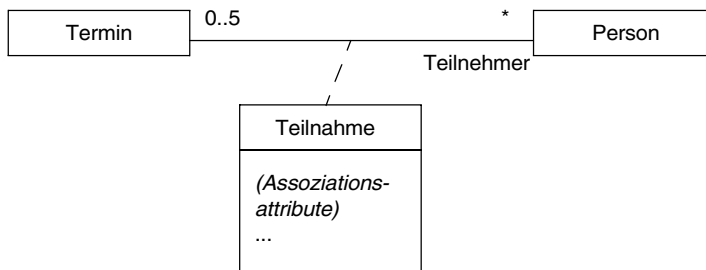 0..5
*
Termin
Person
Teilnehmer
Teilnahme
(Assoziations-
attribute)
...